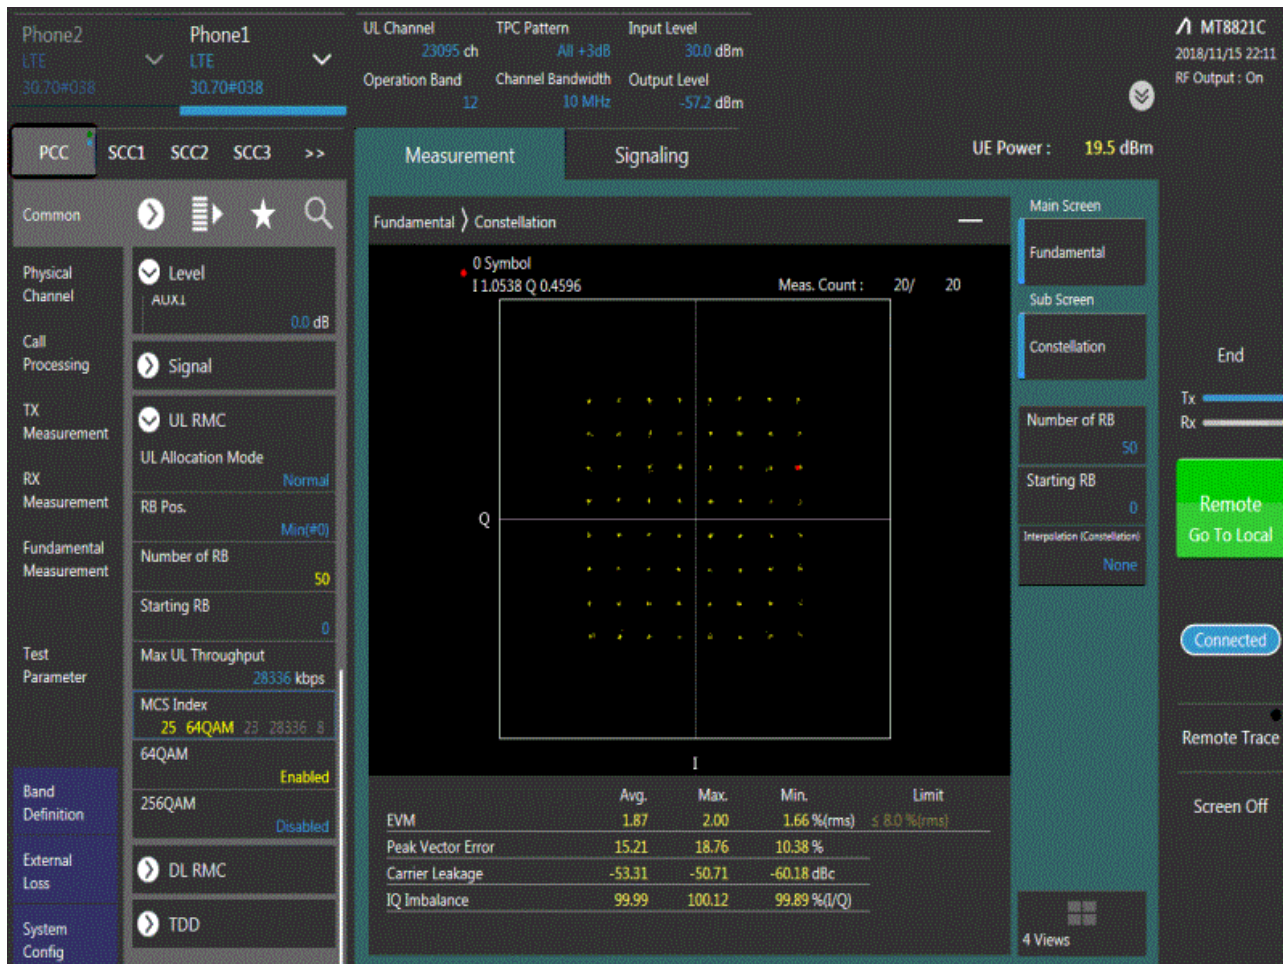 Phone2
LTE
30.70#038
Phone1
LTE
30.70#038
UL Channel
23095 ch
TPC Pattern
All +3dB
Input Level
30.0 dBm
Operation Band
12
Channel Bandwidth
10 MHz
Output Level
-57.2 dBm
MT8821C
2018/11/15 22:11
RF Output : On
PCC SCC1 SCC2 SCC3 >>
Measurement Signaling
UE Power : 19.5 dBm
Common
Physical
Channel
Call
Processing
TX
Measurement
RX
Measurement
Fundamental
Measurement
Test
Parameter
Band
Definition
External
Loss
System
Config
Level
AUX1
0.0 dB
Signal
UL RMC
UL Allocation Mode
Normal
RB Pos.
Min(#0)
Number of RB
50
Starting RB
0
Max UL Throughput
28336 kbps
MCS Index
25 64QAM 23 28336 8
64QAM
Enabled
256QAM
Disabled
DL RMC
TDD
Fundamental 〉 Constellation
0 Symbol
I 1.0538 Q 0.4596
Meas. Count : 20/ 20
Q
I
Avg. Max. Min. Limit
EVM 1.87 2.00 1.66 %(rms) ≤ 8.0 %(rms)
Peak Vector Error 15.21 18.76 10.38 %
Carrier Leakage -53.31 -50.71 -60.18 dBc
IQ Imbalance 99.99 100.12 99.89 %(I/Q)
Main Screen
Fundamental
Sub Screen
Constellation
Number of RB
50
Starting RB
0
Interpolation (Constellation)
None
4 Views
End
Tx
Rx
Remote
Go To Local
Connected
Remote Trace
Screen Off